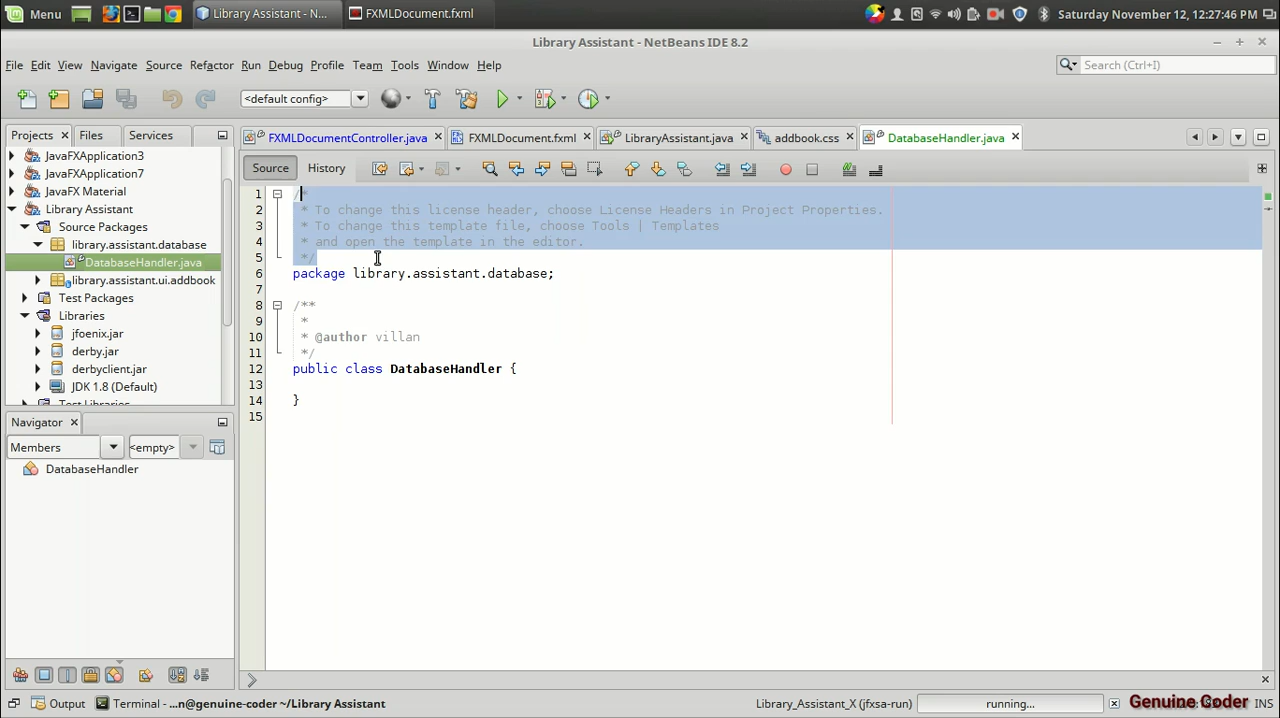 Menu
Library Assistant - N...
FXMLDocument.fxml
Saturday November 12, 12:27:46 PM
Library Assistant - NetBeans IDE 8.2
File Edit View Navigate Source Refactor Run Debug Profile Team Tools Window Help
Search (Ctrl+I)
<default config>
Projects
Files
Services
FXMLDocumentController.java
FXMLDocument.fxml
LibraryAssistant.java
addbook.css
DatabaseHandler.java
Source
History
JavaFXApplication3
JavaFXApplication7
JavaFX Material
Library Assistant
Source Packages
library.assistant.database
DatabaseHandler.java
library.assistant.ui.addbook
Test Packages
Libraries
jfoenix.jar
derby.jar
derbyclient.jar
JDK 1.8 (Default)
Test Libraries
1 /*
2 * To change this license header, choose License Headers in Project Properties.
3 * To change this template file, choose Tools | Templates
4 * and open the template in the editor.
5 */
6 package library.assistant.database;
7
8 /**
9 *
10 * @author villan
11 */
12 public class DatabaseHandler {
13
14 }
15
Navigator
Members
<empty>
DatabaseHandler
Output
Terminal - ...n@genuine-coder ~/Library Assistant
Library_Assistant_X (jfxsa-run)
running...
Genuine Coder
INS